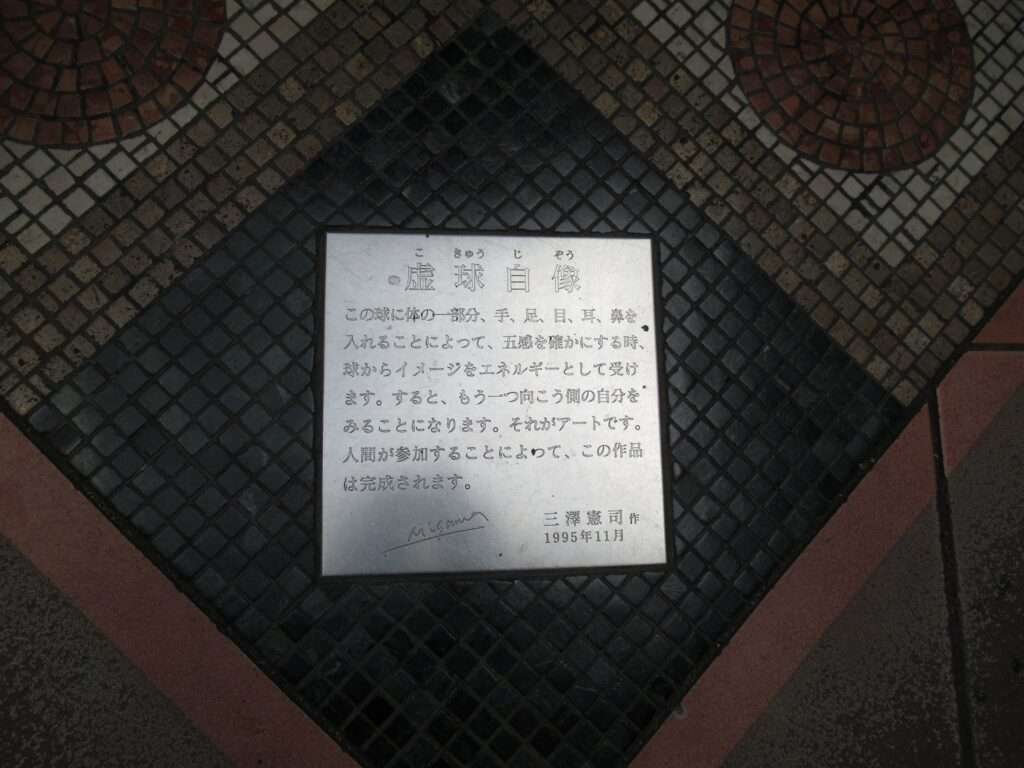 こ きゅう じ ぞう
虚球自像
この球に体の一部分、手、足、目、耳、鼻を
入れることによって、五感を確かにする時、
球からイメージをエネルギーとして受け
ます。すると、もう一つ向こう側の自分を
みることになります。それがアートです。
人間が参加することによって、この作品
は完成されます。
Misawa
三澤憲司 作
1995年11月